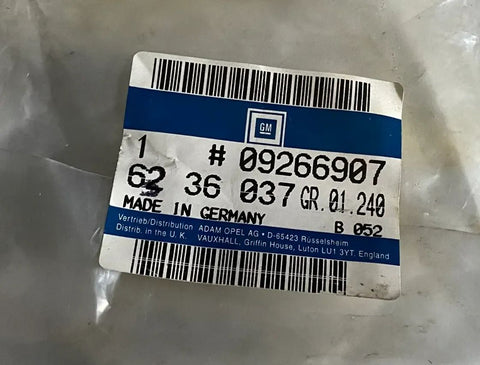 GM
1 # 09266907
62 36 037 GR.01.240
MADE IN GERMANY B 052
Vertrieb/Distribution ADAM OPEL AG • D-65423 Rüsselsheim
Distrib. in the U.K. VAUXHALL, Griffin House, Luton LU1 3YT. England